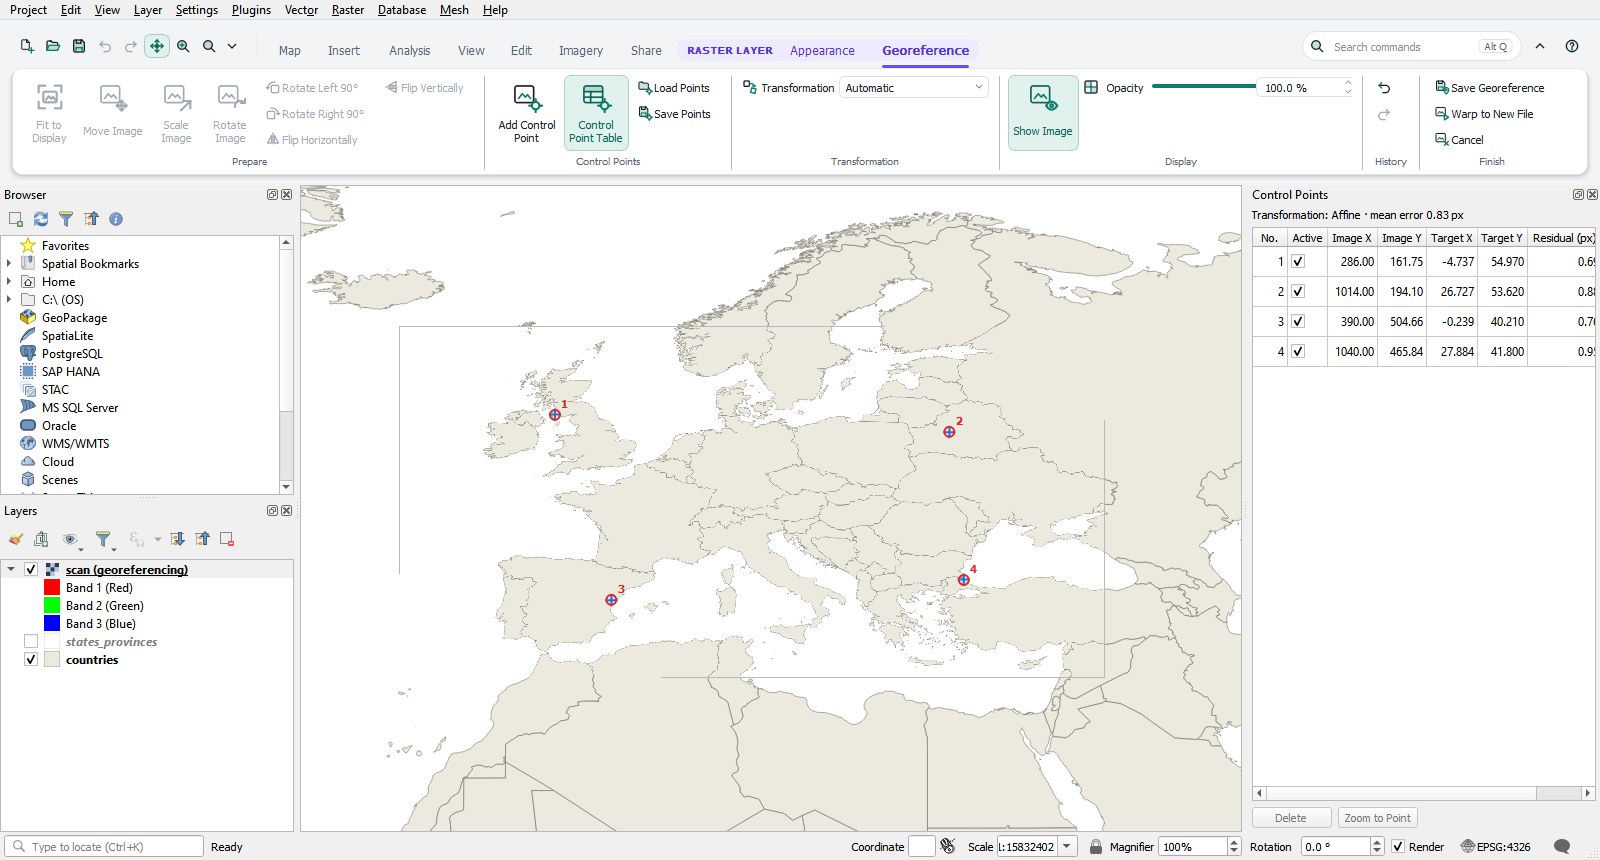 Project Edit View Layer Settings Plugins Vector Raster Database Mesh Help
Map Insert Analysis View Edit Imagery Share RASTER LAYER Appearance Georeference
Search commands Alt Q
Fit to Display
Move Image
Scale Image
Rotate Image
Rotate Left 90°
Rotate Right 90°
Flip Horizontally
Flip Vertically
Prepare
Add Control Point
Control Point Table
Load Points
Save Points
Control Points
Transformation Automatic
Transformation
Show Image
Opacity 100.0 %
Display
History
Save Georeference
Warp to New File
Cancel
Finish
Browser
Favorites
Spatial Bookmarks
Home
C:\ (OS)
GeoPackage
SpatiaLite
PostgreSQL
SAP HANA
STAC
MS SQL Server
Oracle
WMS/WMTS
Cloud
Scenes
Layers
scan (georeferencing)
Band 1 (Red)
Band 2 (Green)
Band 3 (Blue)
states_provinces
countries
1
2
3
4
Control Points
Transformation: Affine · mean error 0.83 px
No. Active Image X Image Y Target X Target Y Residual (px)
1 286.00 161.75 -4.737 54.970
2 1014.00 194.10 26.727 53.620
3 390.00 504.66 -0.239 40.210
4 1040.00 465.84 27.884 41.800
Delete Zoom to Point
Type to locate (Ctrl+K) Ready
Coordinate Scale 1:15832402 Magnifier 100% Rotation 0.0 ° Render EPSG:4326